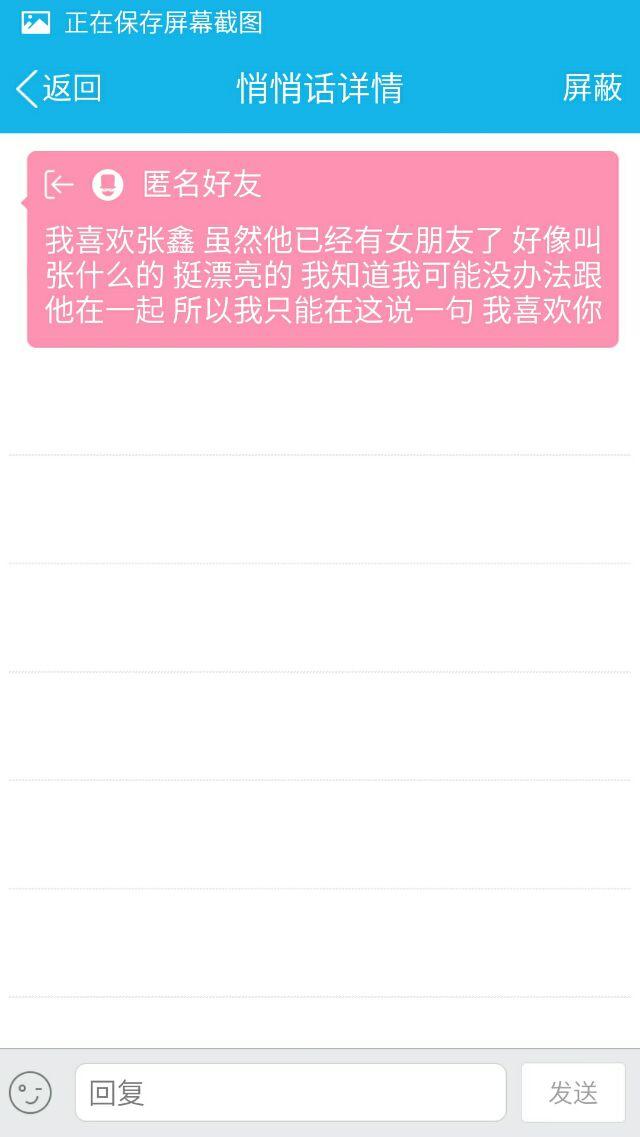 正在保存屏幕截图
返回 悄悄话详情 屏蔽
匿名好友
我喜欢张鑫 虽然他已经有女朋友了 好像叫
张什么的 挺漂亮的 我知道我可能没办法跟
他在一起 所以我只能在这说一句 我喜欢你
回复 发送